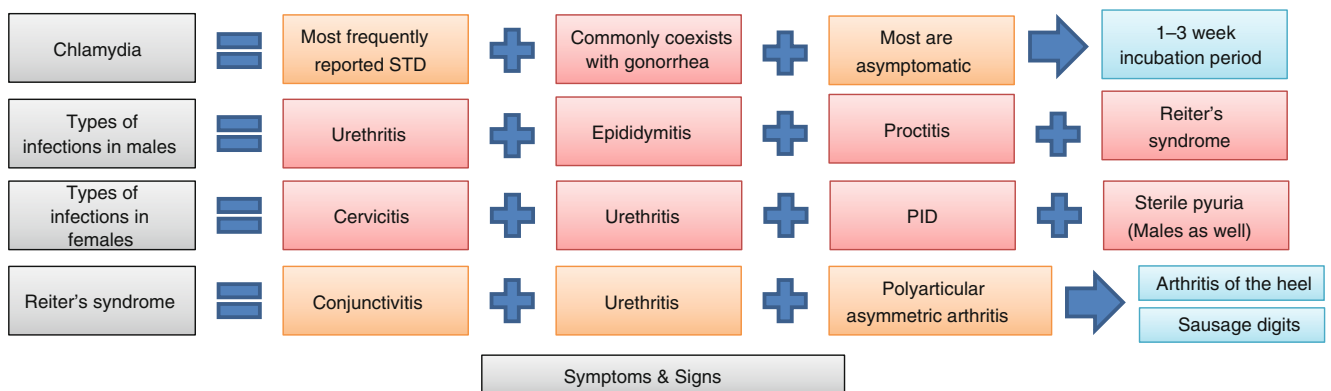 Chlamydia
Most frequently
reported STD
Commonly coexists
with gonorrhea
Most are
asymptomatic
1–3 week
incubation period
Types of
infections in males
Urethritis
Epididymitis
Proctitis
Reiter's
syndrome
Types of
infections in
females
Cervicitis
Urethritis
PID
Sterile pyuria
(Males as well)
Reiter's syndrome
Conjunctivitis
Urethritis
Polyarticular
asymmetric arthritis
Arthritis of the heel
Sausage digits
Symptoms & Signs